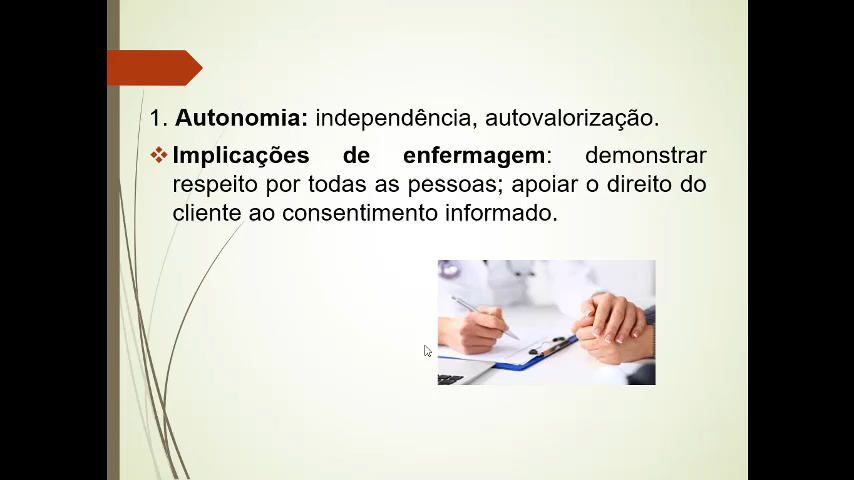 1. Autonomia: independência, autovalorização.
❖Implicações de enfermagem: demonstrar
respeito por todas as pessoas; apoiar o direito do
cliente ao consentimento informado.